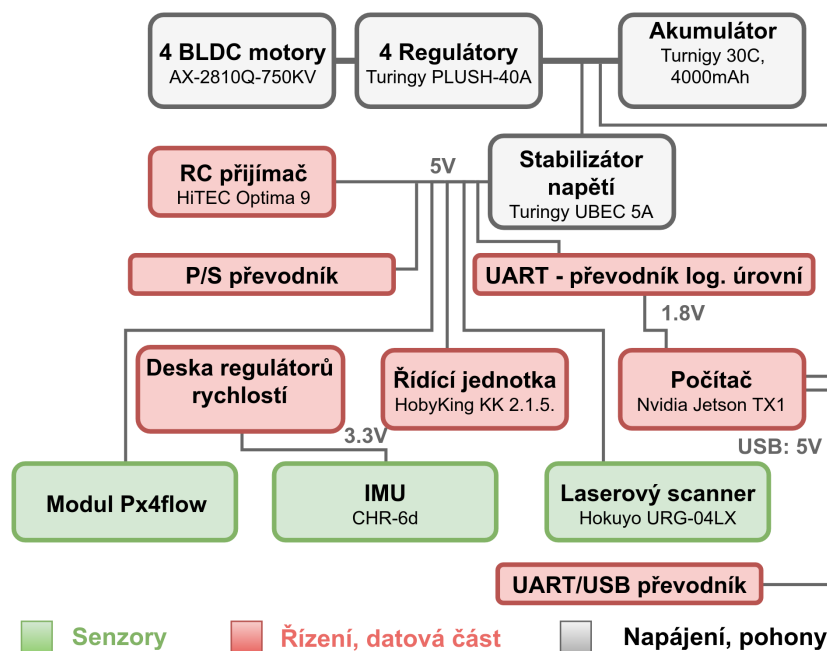 4 BLDC motory
AX-2810Q-750KV
4 Regulátory
Turingy PLUSH-40A
Akumulátor
Turnigy 30C,
4000mAh
RC přijímač
HiTEC Optima 9
5V
Stabilizátor
napětí
Turingy UBEC 5A
P/S převodník
UART - převodník log. úrovní
1.8V
Deska regulátorů
rychlostí
Řídící jednotka
HobyKing KK 2.1.5.
Počítač
Nvidia Jetson TX1
3.3V
USB: 5V
Modul Px4flow
IMU
CHR-6d
Laserový scanner
Hokuyo URG-04LX
UART/USB převodník
Senzory
Řízení, datová část
Napájení, pohony